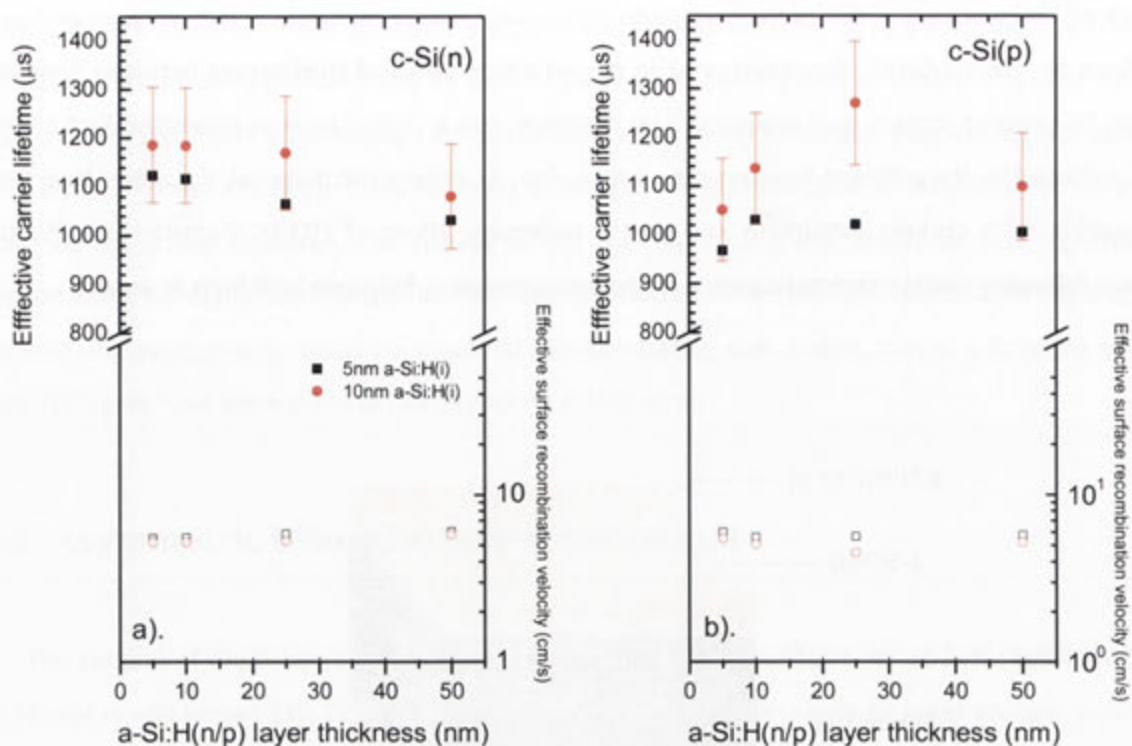 Efffective carrier lifetime (µs)
1400
1300
1200
1100
1000
900
800
c-Si(n)
5nm a-Si:H(i)
10nm a-Si:H(i)
10
1
Effective surface recombination velocity (cm/s)
a).
0 10 20 30 40 50
a-Si:H(n/p) layer thickness (nm)
Efffective carrier lifetime (µs)
1400
1300
1200
1100
1000
900
800
c-Si(p)
10¹
10⁰
Effective surface recombination velocity (cm/s)
b).
0 10 20 30 40 50
a-Si:H(n/p) layer thickness (nm)